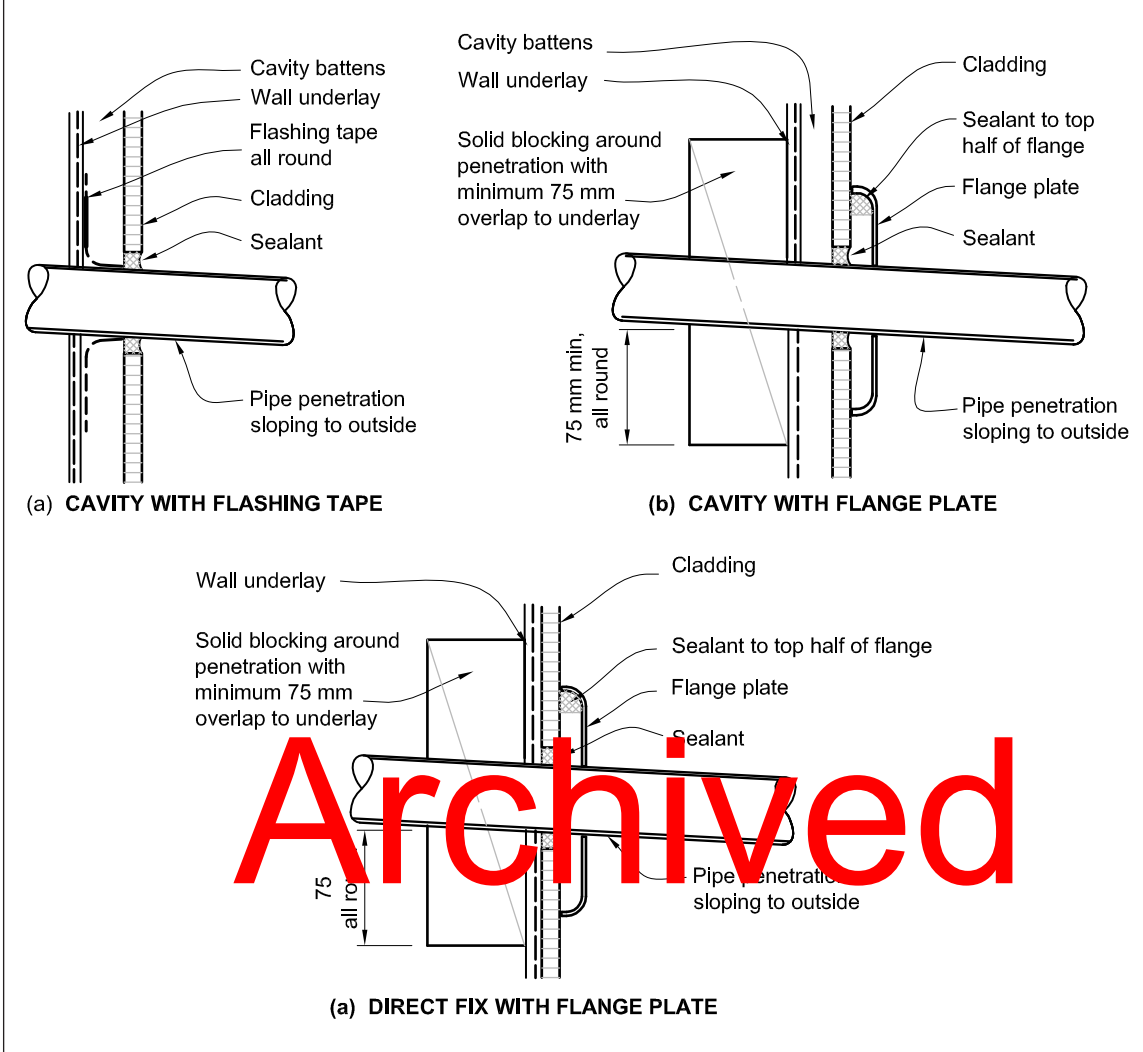 Cavity battens
Wall underlay
Flashing tape
all round
Cladding
Sealant
Pipe penetration
sloping to outside
(a) CAVITY WITH FLASHING TAPE
Cavity battens
Wall underlay
Solid blocking around
penetration with
minimum 75 mm
overlap to underlay
75 mm min,
all round
Cladding
Sealant to top
half of flange
Flange plate
Sealant
Pipe penetration
sloping to outside
(b) CAVITY WITH FLANGE PLATE
Wall underlay
Solid blocking around
penetration with
minimum 75 mm
overlap to underlay
75
all
Cladding
Sealant to top half of flange
Flange plate
Sealant
Pipe penetration
sloping to outside
Archived
(a) DIRECT FIX WITH FLANGE PLATE